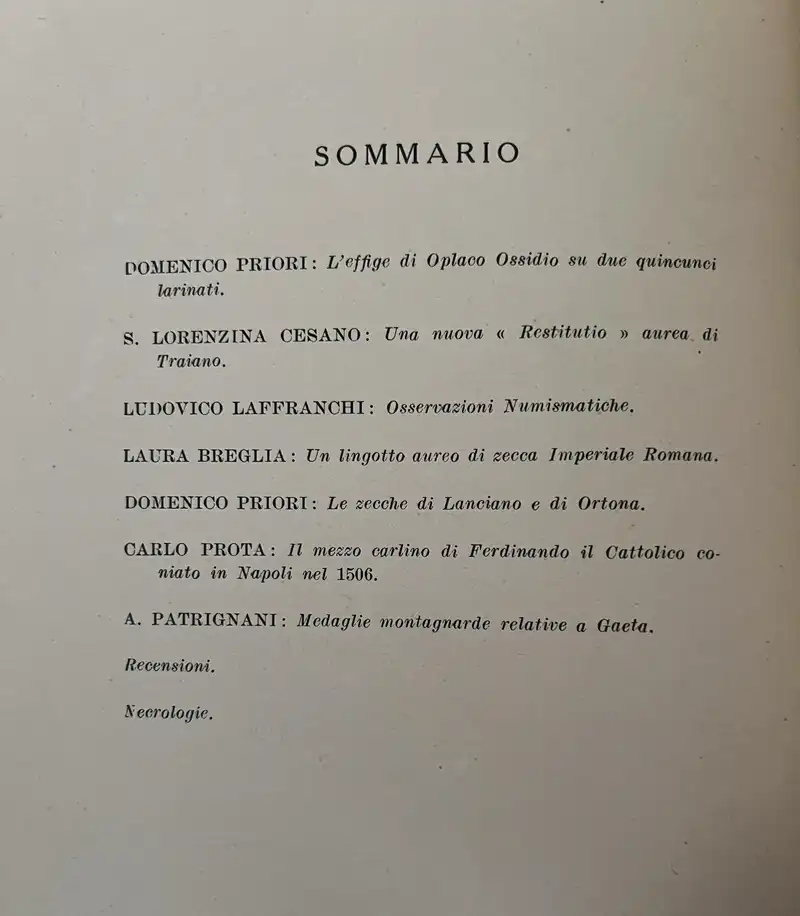 SOMMARIO
DOMENICO PRIORI: L'effige di Oplaco Ossidio su due quincunci
larinati.
S. LORENZINA CESANO: Una nuova « Restitutio » aurea di
Traiano.
LUDOVICO LAFFRANCHI: Osservazioni Numismatiche.
LAURA BREGLIA: Un lingotto aureo di zecca Imperiale Romana.
DOMENICO PRIORI: Le zecche di Lanciano e di Ortona.
CARLO PROTA: Il mezzo carlino di Ferdinando il Cattolico co-
niato in Napoli nel 1506.
A. PATRIGNANI: Medaglie montagnarde relative a Gaeta.
Recensioni.
Necrologie.